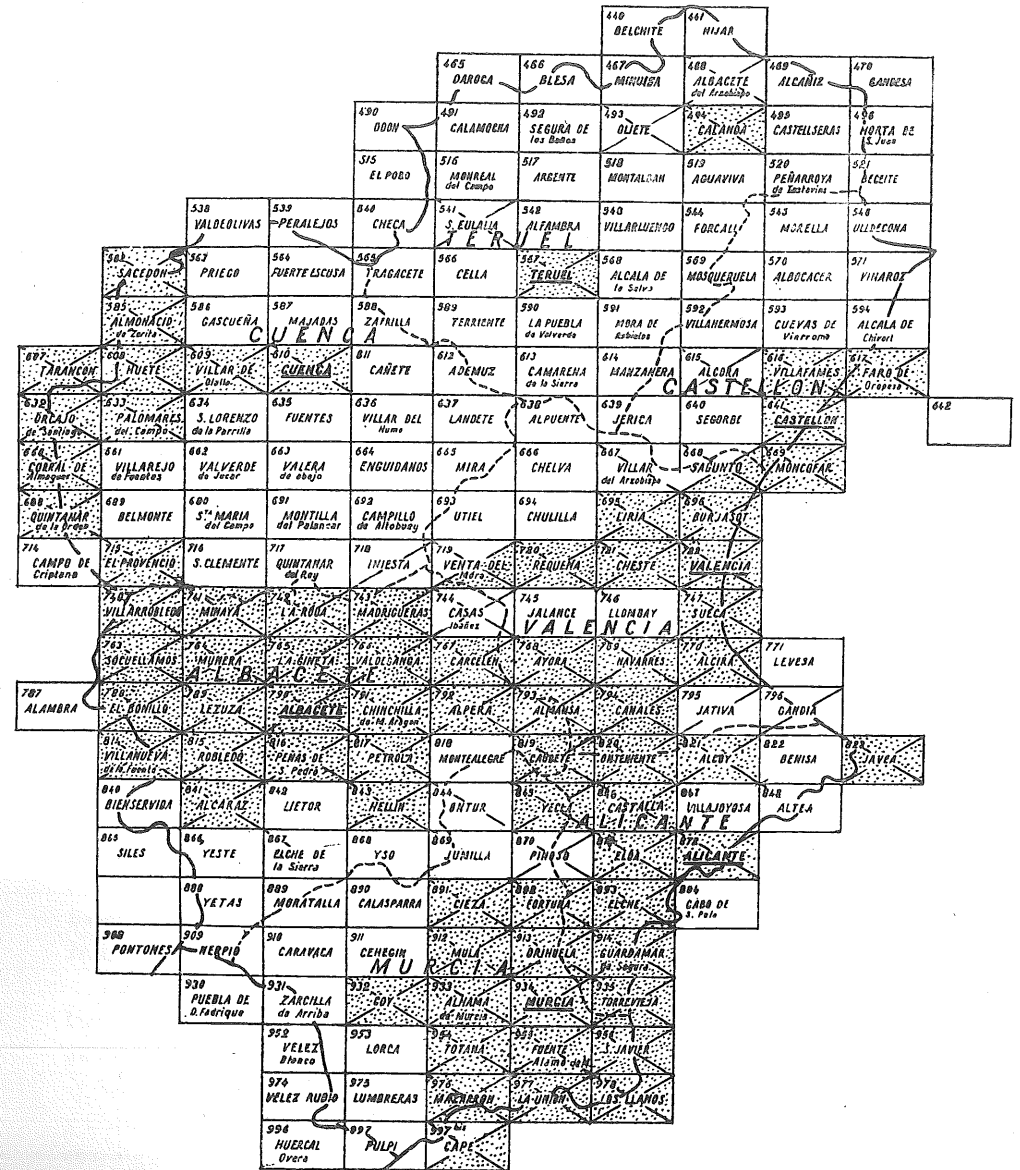 440 441
BELCHITE HIJAR
465 466 467 468 469 470
DAROCA BLESA MUNIESA ALBACETE ALCAÑIZ GANDESA
del Arzobispo
490 491 492 493 494 495 496
ODON CALAMOCHA SEGURA DE OLIETE CALANDA CASTELLSERAS HORTA DE
los Baños S. Juan
515 516 517 518 519 520 521
EL POBO MONREAL ARGENTE MONTALBAN AGUAVIVA PEÑARROYA BECEITE
del Campo de Tastavins
538 539 540 541 542 543 544 545 546
VALDEOLIVAS PERALEJOS CHECA S. EULALIA ALFAMBRA VILLARLUENGO FORCALL MORELLA ULLDECONA
TERUEL
562 563 564 565 566 567 568 569 570 571
SACEDON PRIEGO FUERTESCUSA TRAGACETE CELLA TERUEL ALCALA DE MOSQUERUELA ALBOCACER VINAROZ
la Selva
585 586 587 588 589 590 591 592 593 594
ALMONACID GASCUEÑA MAJADAS ZAFRILLA TERRIENTE LA PUEBLA MORA DE VILLAHERMOSA CUEVAS DE ALCALA DE
de Zorita de Valverde Rubielos Vinroma Chivert
CUENCA
607 608 609 610 611 612 613 614 615 616 617
TARANCON HUETE VILLAR DE CUENCA CAÑETE ADEMUZ CAMARENA MANZANERA ALCORA VILLAFAMES FARO DE
Olalla de la Sierra Oropesa
CASTELLON
632 633 634 635 636 637 638 639 640 641 642
ORCAJO PALOMARES S. LORENZO FUENTES VILLAR DEL LANDETE ALPUENTE JERICA SEGORBE CASTELLON
de Santiago del Campo de la Parrilla Humo
660 661 662 663 664 665 666 667 668 669
CORRAL DE VILLAREJO VALVERDE VALERA ENGUIDANOS MIRA CHELVA VILLAR SAGUNTO MONCOFAR
Almaguer de Fuentes de Jucar de abajo del Arzobispo
688 689 690 691 692 693 694 695 696
QUINTANAR BELMONTE Sta MARIA MONTILLA CAMPILLO UTIEL CHULILLA LIRIA BURJASOT
de la Orden del Campo del Palancar de Altobuey
714 715 716 717 718 719 720 721 722
CAMPO DE EL PROVENCIO S. CLEMENTE QUINTANAR INIESTA VENTA DEL REQUENA CHESTE VALENCIA
Criptana del Rey
740 741 742 743 744 745 746 747
VILLARROBLEDO MINAYA LA RODA MADRIGUERAS CASAS JALANCE LLOMBAY SUECA
Ibáñez
VALENCIA
763 764 765 766 767 768 769 770 771
SOCUELLAMOS MUNERA LA GINETA VALDEGANGA CARCELEN AYORA NAVARRES ALCIRA LEVESA
ALBACETE
787 788 789 790 791 792 793 794 795 796
ALAMBRA EL BONILLO LEZUZA ALBACETE CHINCHILLA ALPERA ALMANSA CANALES JATIVA GANDIA
de M. Aragon
814 815 816 817 818 819 820 821 822 823
VILLANUEVA ROBLEDO PEÑAS DE PETROLA MONTEALEGRE CAUDETE ONTENIENTE ALCOY BENISA JAVEA
de la Fuente S. Pedro
840 841 842 843 844 845 846 847 848
BIENSERVIDA ALCARAZ LIETOR HELLIN ONTUR YECLA CASTALLA VILLAJOYOSA ALTEA
ALICANTE
865 866 867 868 869 870 871 872
SILES YESTE ELCHE DE YSO JUMILLA PINOSO ELDA ALICANTE
la Sierra
888 889 890 891 892 893 894
YETAS MORATALLA CALASPARRA CIEZA FORTUNA ELCHE CABO DE
S. Pola
908 909 910 911 912 913 914
PONTONES NERPIO CARAVACA CEHEGIN MULA ORIHUELA GUARDAMAR
de Segura
MURCIA
930 931 932 933 934 935
PUEBLA DE ZARCILLA COY ALHAMA MURCIA TORREVIEJA
D. Fadrique de Arriba de Murcia
952 953 954 955 956
VELEZ LORCA TOTANA FUENTE S. JAVIER
Blanco Alamo de M.
974 975 976 977 978
VELEZ RUBIO LUMBRERAS MAZARRON LA UNION LOS LLANOS
996 997 997 bis
HUERCAL PULPI CAPE
Overa